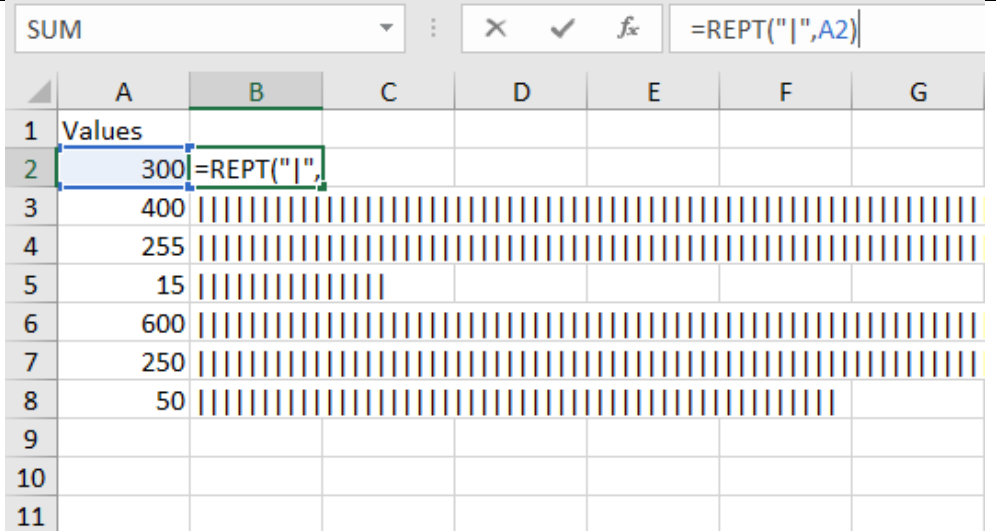 SUM fx =REPT("|",A2)
A B C D E F G
1 Values
2 300 =REPT("|",
3 400 |||||||||||||||||||||||||||||||||||||||||||||||||||||||||||||
4 255 |||||||||||||||||||||||||||||||||||||||||||||||||||||||||||||
5 15 |||||||||||||||
6 600 |||||||||||||||||||||||||||||||||||||||||||||||||||||||||||||
7 250 |||||||||||||||||||||||||||||||||||||||||||||||||||||||||||||
8 50 ||||||||||||||||||||||||||||||||||||||||||||||||||
9
10
11